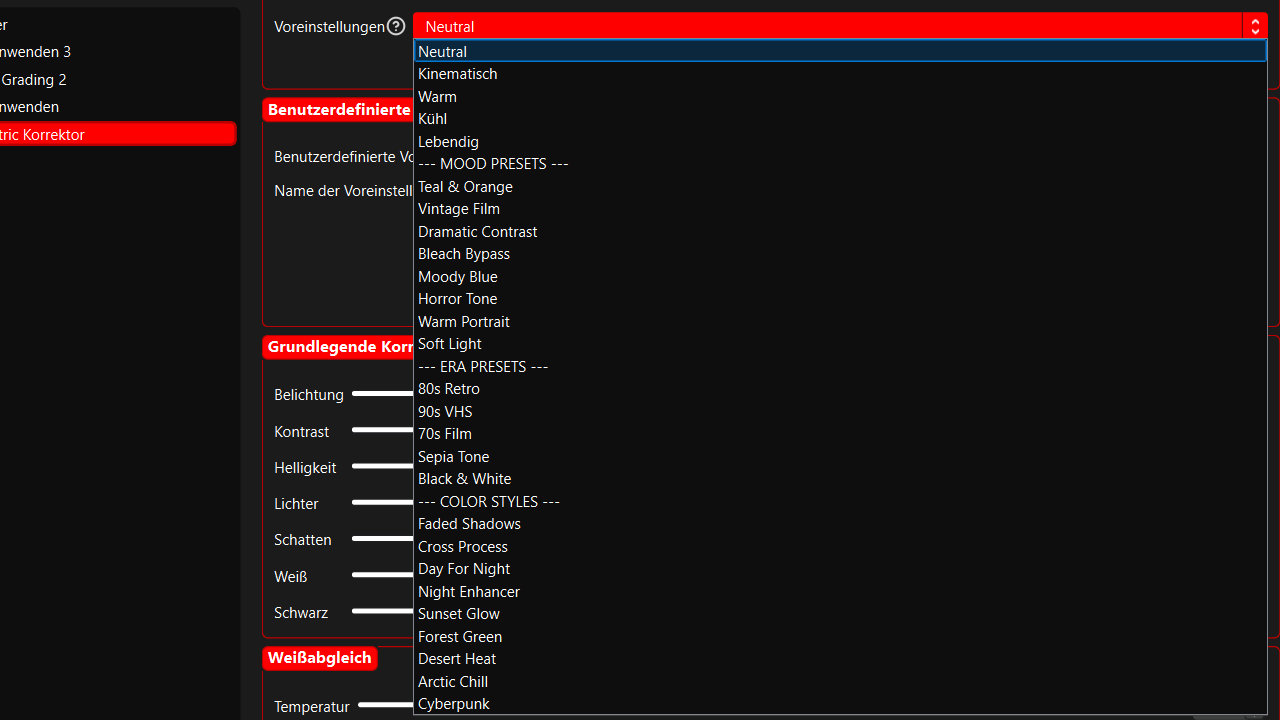 er
nwenden 3
Grading 2
nwenden
tric Korrektor
Voreinstellungen ?
Neutral
Neutral
Kinematisch
Warm
Kühl
Lebendig
--- MOOD PRESETS ---
Teal & Orange
Vintage Film
Dramatic Contrast
Bleach Bypass
Moody Blue
Horror Tone
Warm Portrait
Soft Light
--- ERA PRESETS ---
80s Retro
90s VHS
70s Film
Sepia Tone
Black & White
--- COLOR STYLES ---
Faded Shadows
Cross Process
Day For Night
Night Enhancer
Sunset Glow
Forest Green
Desert Heat
Arctic Chill
Cyberpunk
Benutzerdefinierte
Benutzerdefinierte Vo
Name der Voreinstell
Grundlegende Korr
Belichtung
Kontrast
Helligkeit
Lichter
Schatten
Weiß
Schwarz
Weißabgleich
Temperatur